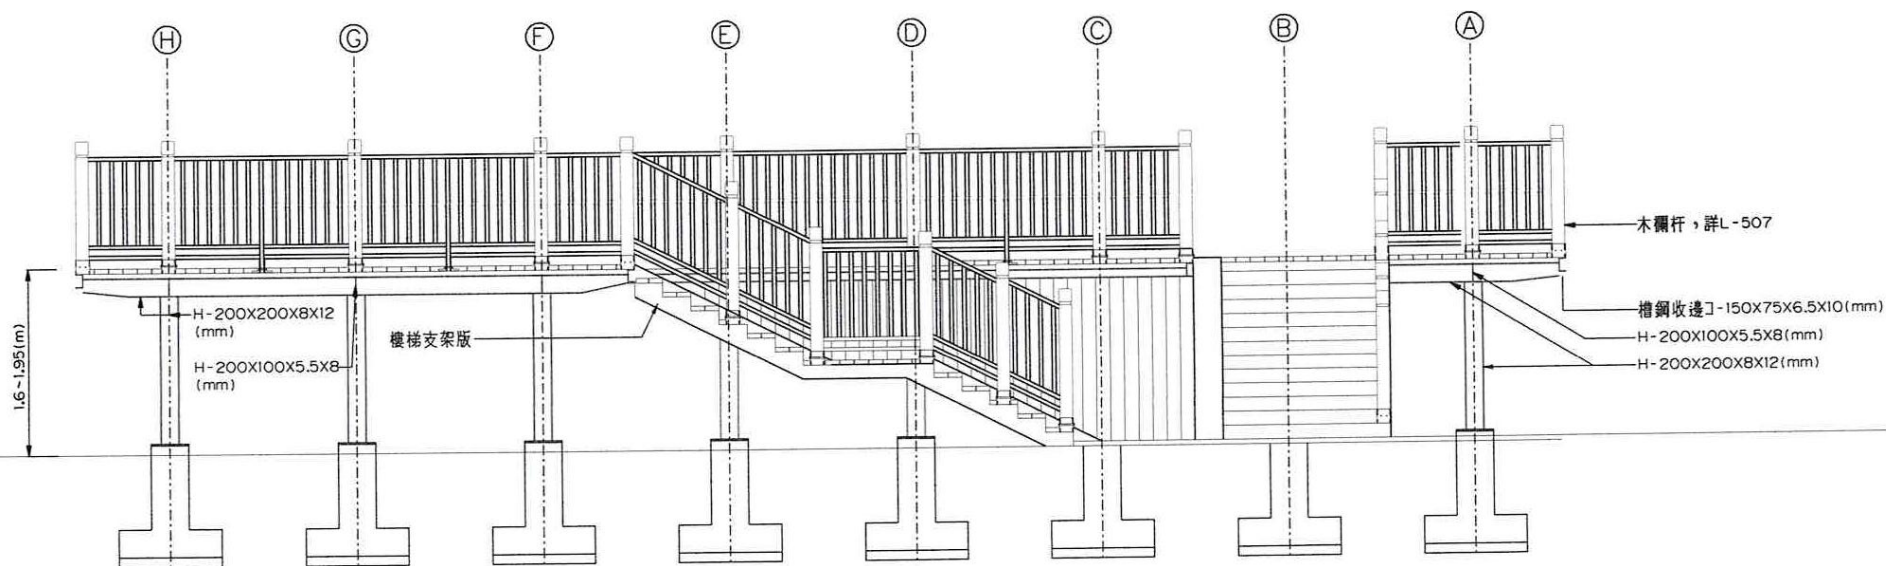 H G F E D C B A
木欄杆，詳L-507
H-200X200X8X12
(mm)
樓梯支架版
H-200X100X5.5X8
(mm)
1.6~1.95(m)
槽鋼收邊コ-150X75X6.5X10(mm)
H-200X100X5.5X8(mm)
H-200X200X8X12(mm)